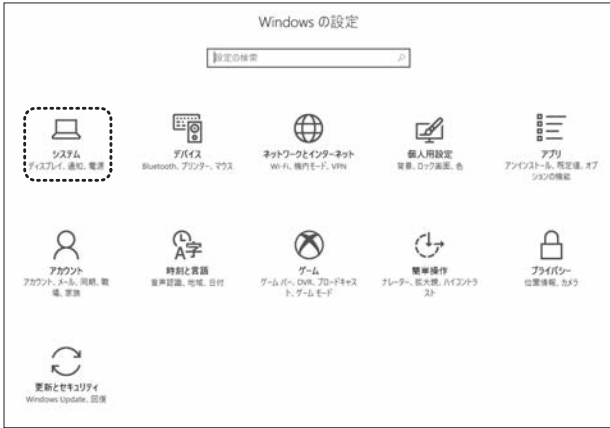 Windows の設定
設定の検索
システム
ディスプレイ、通知、電源
デバイス
Bluetooth、プリンター、マウス
ネットワークとインターネット
Wi-Fi、機内モード、VPN
個人用設定
背景、ロック画面、色
アプリ
アンインストール、既定値、オプ
ションの機能
アカウント
アカウント、メール、同期、職
場、家族
時刻と言語
音声認識、地域、日付
ゲーム
ゲーム バー、DVR、ブロードキャス
ト、ゲーム モード
簡単操作
ナレーター、拡大鏡、ハイコントラ
スト
プライバシー
位置情報、カメラ
更新とセキュリティ
Windows Update、回復